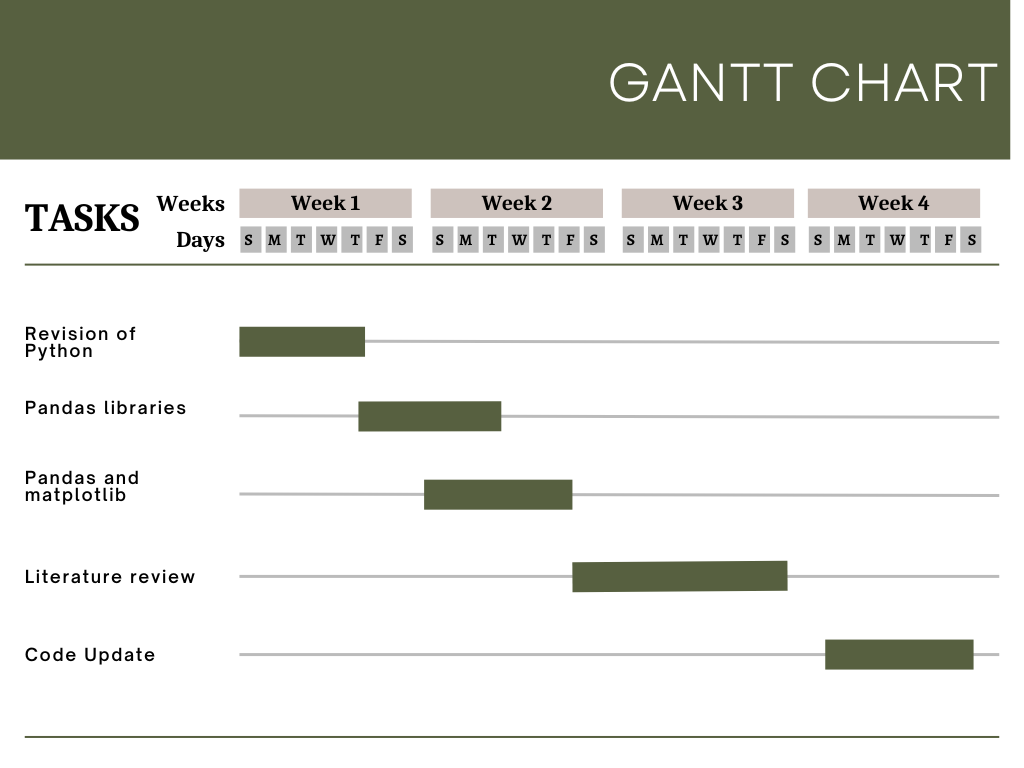 GANTT CHART
TASKS
Weeks Week 1 Week 2 Week 3 Week 4
Days S M T W T F S S M T W T F S S M T W T F S S M T W T F S
Revision of
Python
Pandas libraries
Pandas and
matplotlib
Literature review
Code Update